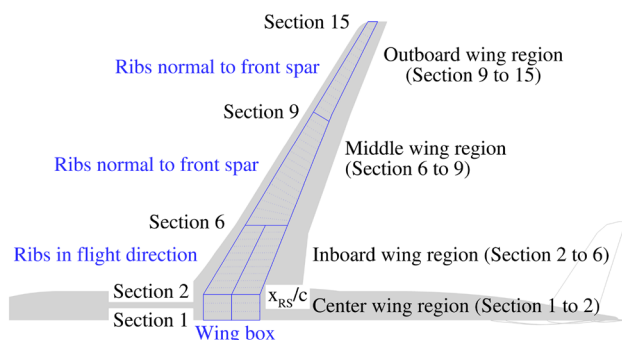 Section 15
Outboard wing region
(Section 9 to 15)
Ribs normal to front spar
Section 9
Middle wing region
(Section 6 to 9)
Ribs normal to front spar
Section 6
Ribs in flight direction
Inboard wing region (Section 2 to 6)
Section 2
x_RS/c
Center wing region (Section 1 to 2)
Section 1
Wing box